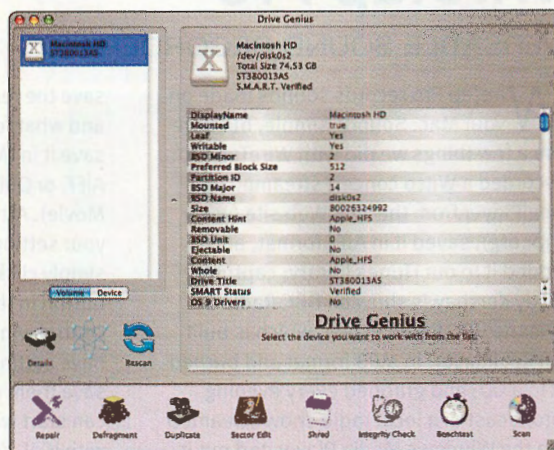 Drive Genius
Macintosh HD
ST380013AS
Macintosh HD
/dev/disk0s2
Total Size 74.53 GB
ST380013AS
S.M.A.R.T. Verified
DisplayName Macintosh HD
Mounted true
Leaf Yes
Writable Yes
BSD Minor 2
Preferred Block Size 512
Partition ID 2
BSD Major 14
BSD Name disk0s2
Size 80026324992
Content Hint Apple_HFS
Removable No
BSD Unit 0
Ejectable No
Content Apple_HFS
Whole No
Drive Title ST380013AS
SMART Status Verified
OS 9 Drivers No
Volume Device
Details
Rescan
Drive Genius
Select the device you want to work with from the list.
Repair
Defragment
Duplicate
Sector Edit
Shred
Integrity Check
Benchtest
Scan